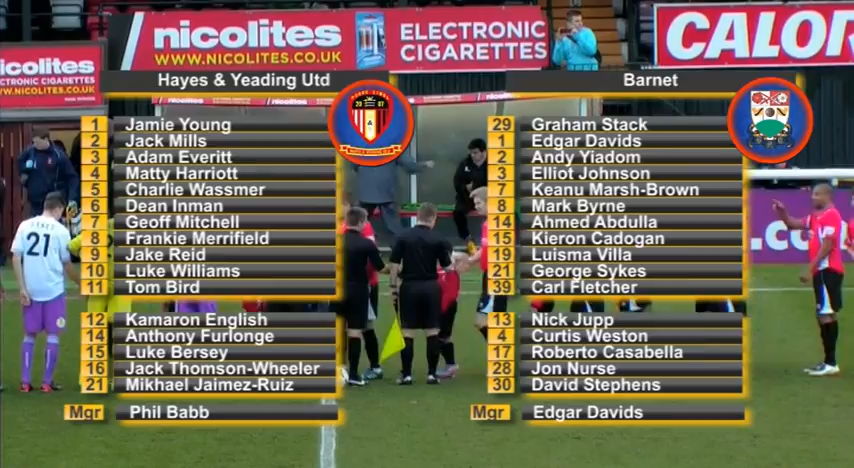 nicolites
WWW.NICOLITES.CO.UK
ELECTRONIC
CIGARETTES
CALOR
nicolites
ELECTRONIC CIGARETTES
WWW.NICOLITES.CO.UK
Hayes & Yeading Utd
1 Jamie Young
2 Jack Mills
3 Adam Everitt
4 Matty Harriott
5 Charlie Wassmer
6 Dean Inman
7 Geoff Mitchell
8 Frankie Merrifield
9 Jake Reid
10 Luke Williams
11 Tom Bird
12 Kamaron English
14 Anthony Furlonge
15 Luke Bersey
16 Jack Thomson-Wheeler
21 Mikhael Jaimez-Ruiz
Mgr Phil Babb
Barnet
29 Graham Stack
1 Edgar Davids
2 Andy Yiadom
3 Elliot Johnson
7 Keanu Marsh-Brown
8 Mark Byrne
14 Ahmed Abdulla
15 Kieron Cadogan
19 Luisma Villa
21 George Sykes
39 Carl Fletcher
13 Nick Jupp
4 Curtis Weston
17 Roberto Casabella
28 Jon Nurse
30 David Stephens
Mgr Edgar Davids
21